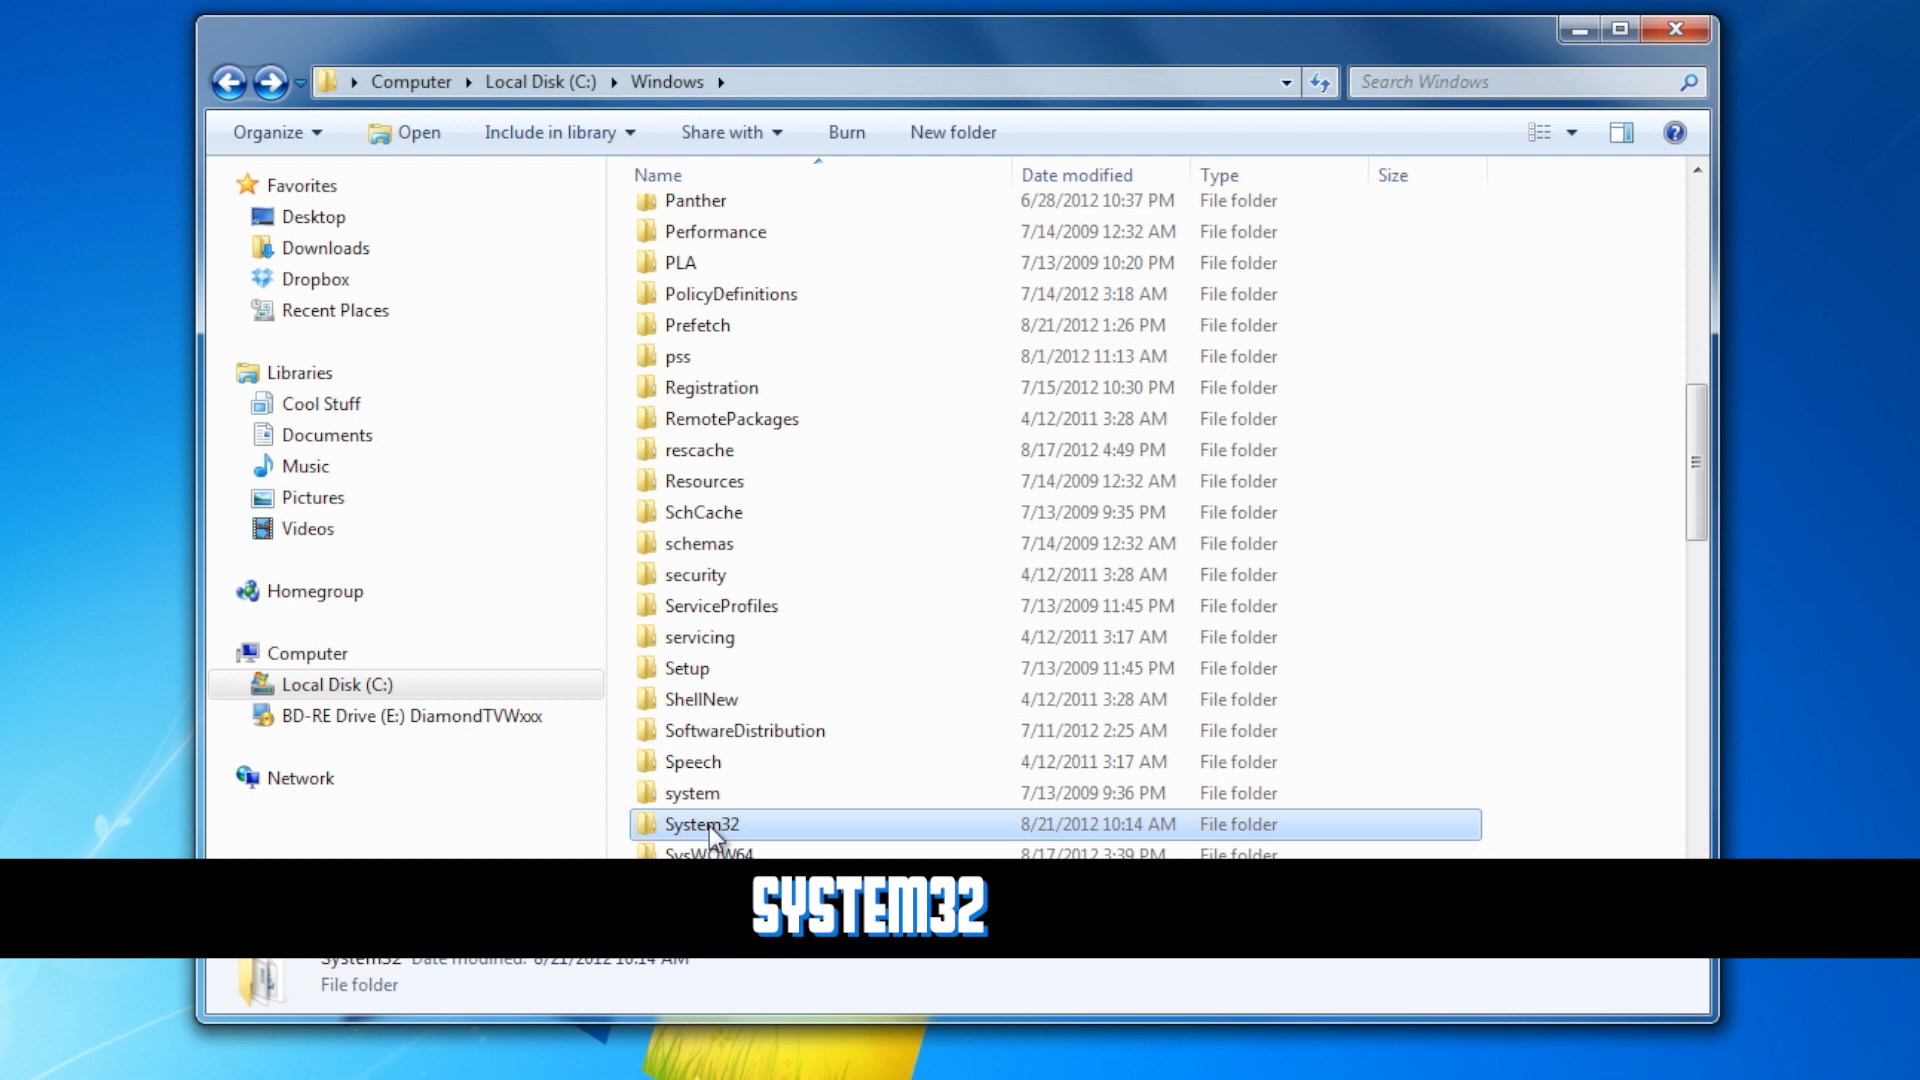 Computer Local Disk (C:) Windows
Search Windows
Organize Open Include in library Share with Burn New folder
Favorites
Desktop
Downloads
Dropbox
Recent Places
Libraries
Cool Stuff
Documents
Music
Pictures
Videos
Homegroup
Computer
Local Disk (C:)
BD-RE Drive (E:) DiamondTVWxxx
Network
Name Date modified Type Size
Panther 6/28/2012 10:37 PM File folder
Performance 7/14/2009 12:32 AM File folder
PLA 7/13/2009 10:20 PM File folder
PolicyDefinitions 7/14/2012 3:18 AM File folder
Prefetch 8/21/2012 1:26 PM File folder
pss 8/1/2012 11:13 AM File folder
Registration 7/15/2012 10:30 PM File folder
RemotePackages 4/12/2011 3:28 AM File folder
rescache 8/17/2012 4:49 PM File folder
Resources 7/14/2009 12:32 AM File folder
SchCache 7/13/2009 9:35 PM File folder
schemas 7/14/2009 12:32 AM File folder
security 4/12/2011 3:28 AM File folder
ServiceProfiles 7/13/2009 11:45 PM File folder
servicing 4/12/2011 3:17 AM File folder
Setup 7/13/2009 11:45 PM File folder
ShellNew 4/12/2011 3:28 AM File folder
SoftwareDistribution 7/11/2012 2:25 AM File folder
Speech 4/12/2011 3:17 AM File folder
system 7/13/2009 9:36 PM File folder
System32 8/21/2012 10:14 AM File folder
SysWOW64 8/17/2012 3:39 PM File folder
SYSTEM32
System32 Date modified: 8/21/2012 10:14 AM
File folder